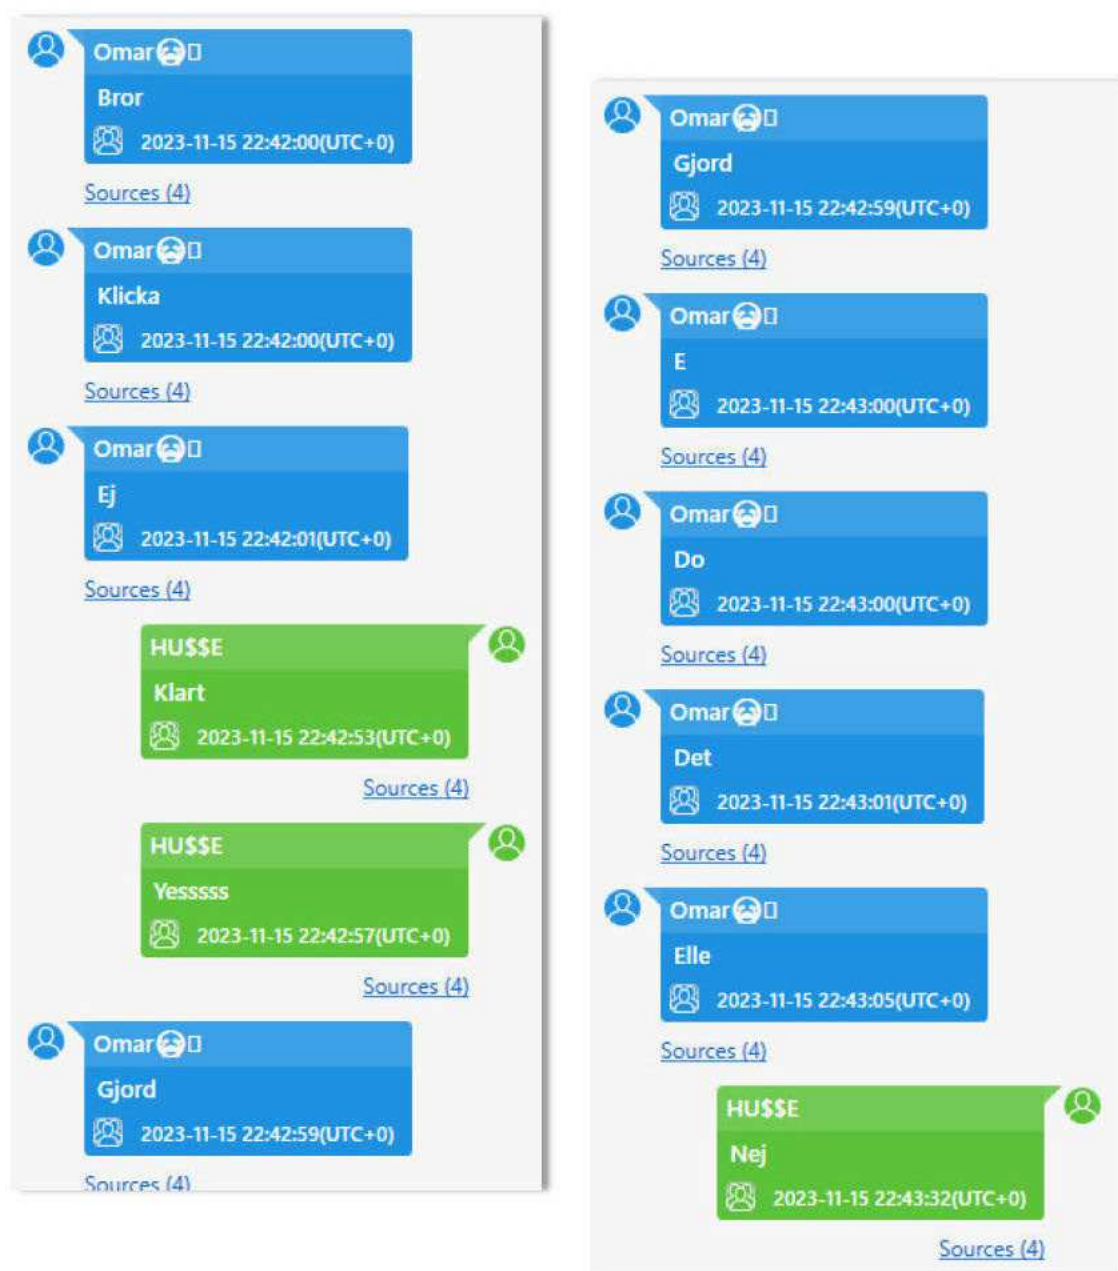 Omar😭▯
Bror
2023-11-15 22:42:00(UTC+0)
Sources (4)
Omar😭▯
Klicka
2023-11-15 22:42:00(UTC+0)
Sources (4)
Omar😭▯
Ej
2023-11-15 22:42:01(UTC+0)
Sources (4)
HU$$E
Klart
2023-11-15 22:42:53(UTC+0)
Sources (4)
HU$$E
Yesssss
2023-11-15 22:42:57(UTC+0)
Sources (4)
Omar😭▯
Gjord
2023-11-15 22:42:59(UTC+0)
Sources (4)
Omar😭▯
Gjord
2023-11-15 22:42:59(UTC+0)
Sources (4)
Omar😭▯
E
2023-11-15 22:43:00(UTC+0)
Sources (4)
Omar😭▯
Do
2023-11-15 22:43:00(UTC+0)
Sources (4)
Omar😭▯
Det
2023-11-15 22:43:01(UTC+0)
Sources (4)
Omar😭▯
Elle
2023-11-15 22:43:05(UTC+0)
Sources (4)
HU$$E
Nej
2023-11-15 22:43:32(UTC+0)
Sources (4)